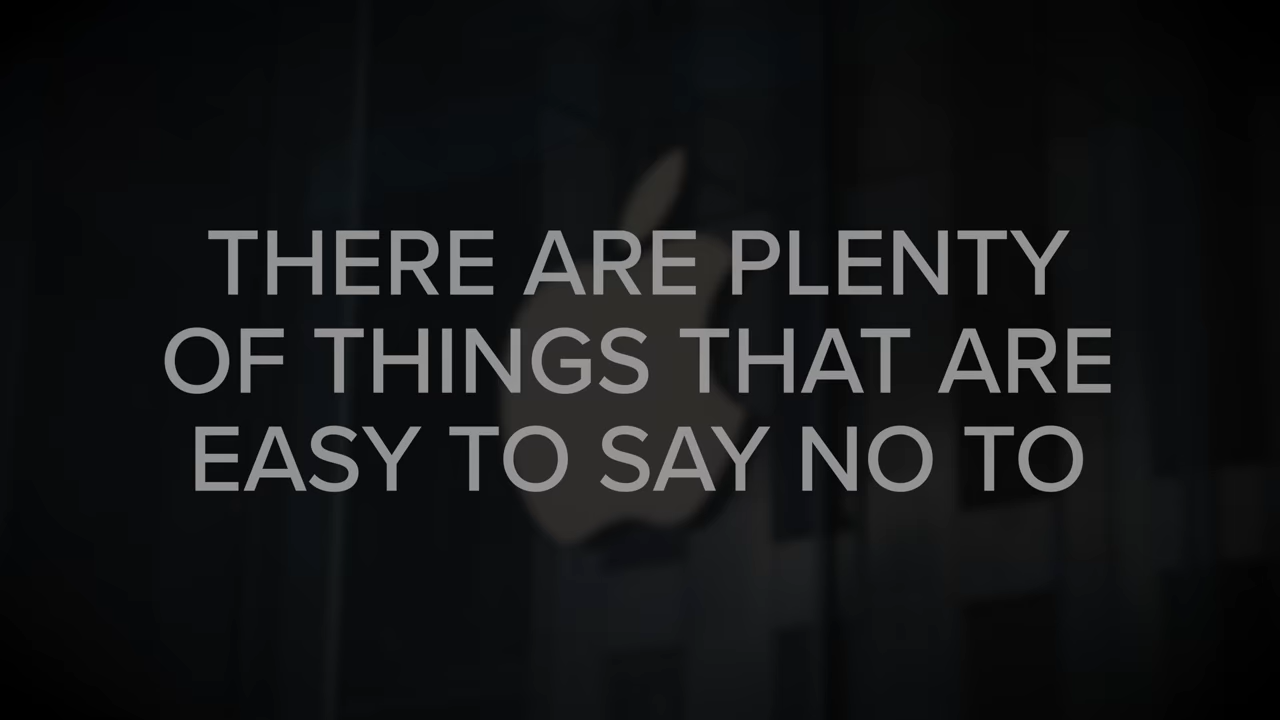 THERE ARE PLENTY
OF THINGS THAT ARE
EASY TO SAY NO TO